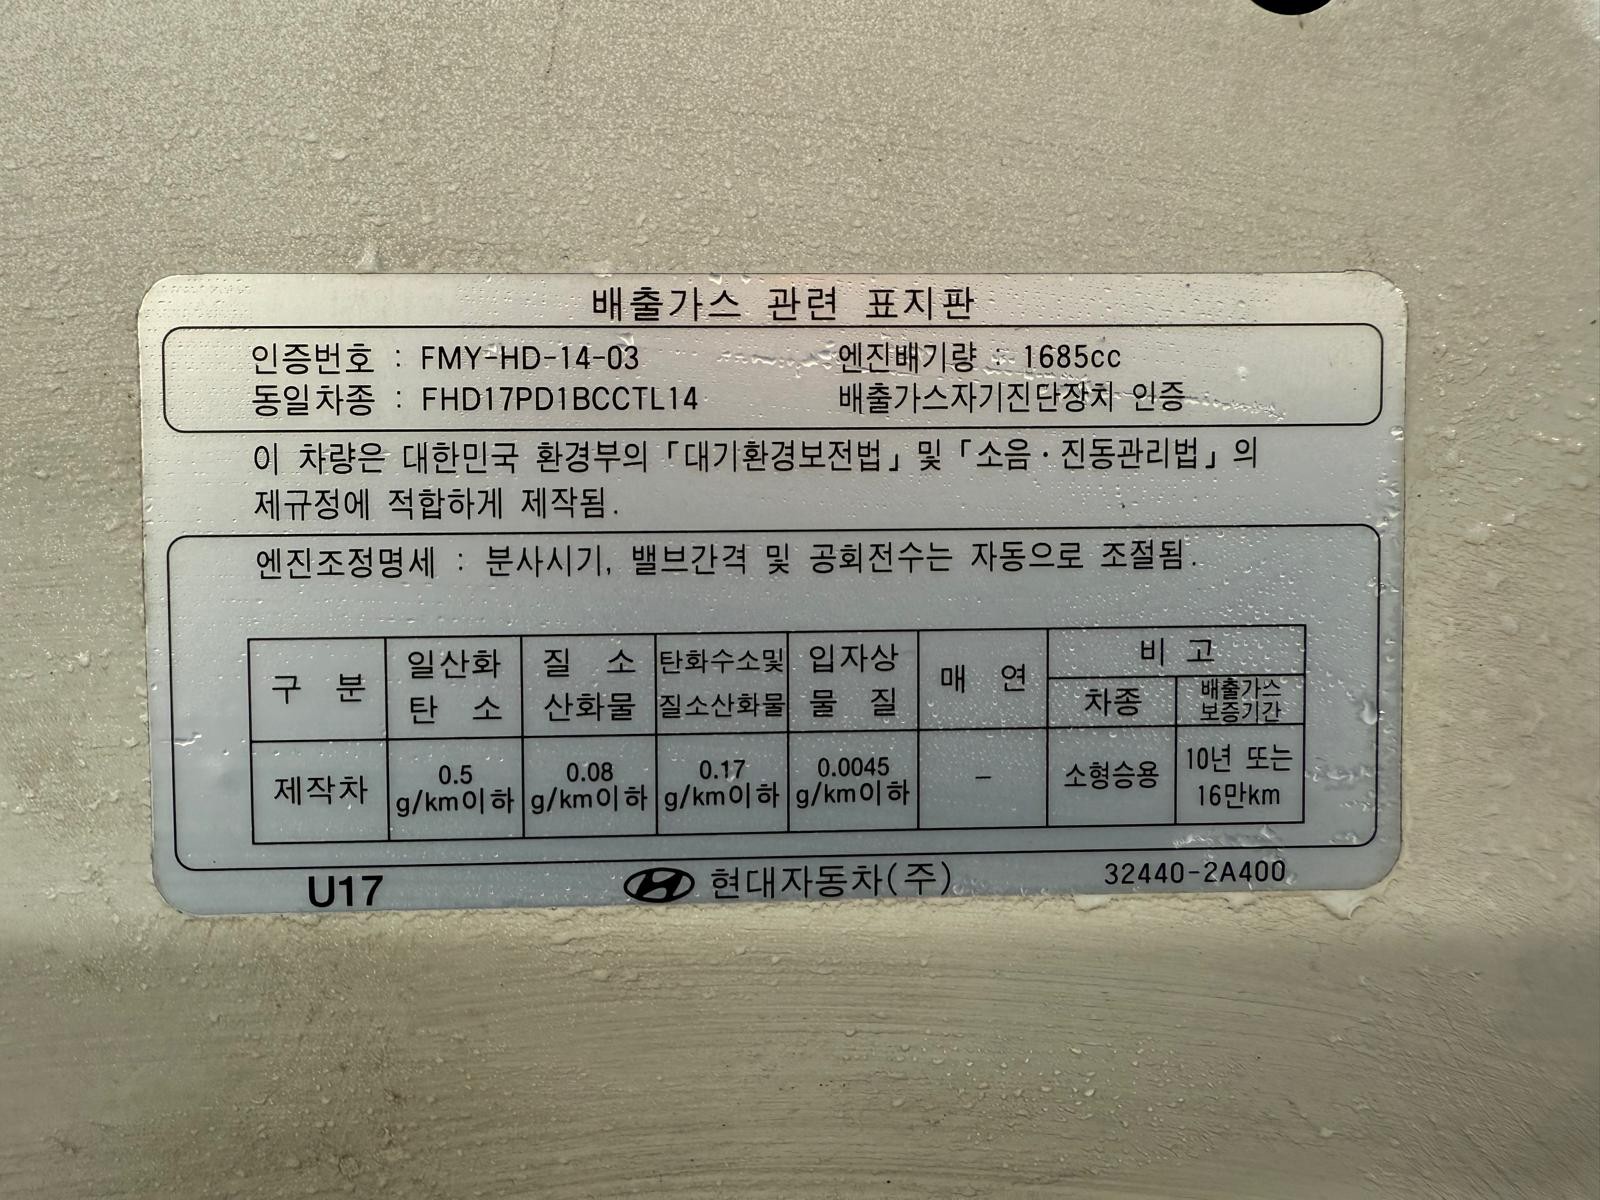 배출가스 관련 표지판
인증번호 : FMY-HD-14-03 엔진배기량 : 1685cc
동일차종 : FHD17PD1BCCTL14 배출가스자기진단장치 인증
이 차량은 대한민국 환경부의 「대기환경보전법」 및 「소음·진동관리법」의
제규정에 적합하게 제작됨.
엔진조정명세 : 분사시기, 밸브간격 및 공회전수는 자동으로 조절됨.
구 분 일산화 탄 소 질 소 산화물 탄화수소및 질소산화물 입자상 물 질 매 연 비 고
차종 배출가스 보증기간
제작차 0.5 g/km이하 0.08 g/km이하 0.17 g/km이하 0.0045 g/km이하 – 소형승용 10년 또는 16만km
U17 현대자동차(주) 32440-2A400